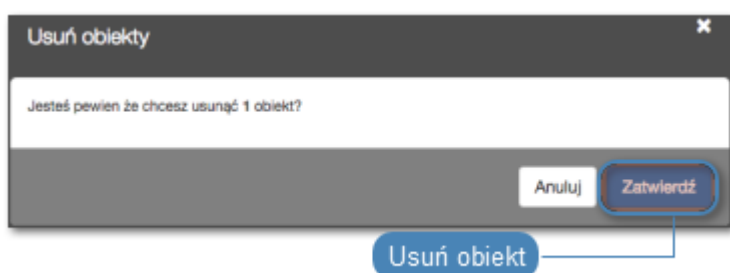 Usuń obiekty
Jesteś pewien że chcesz usunąć 1 obiekt?
Anuluj
Zatwierdź
Usuń obiekt